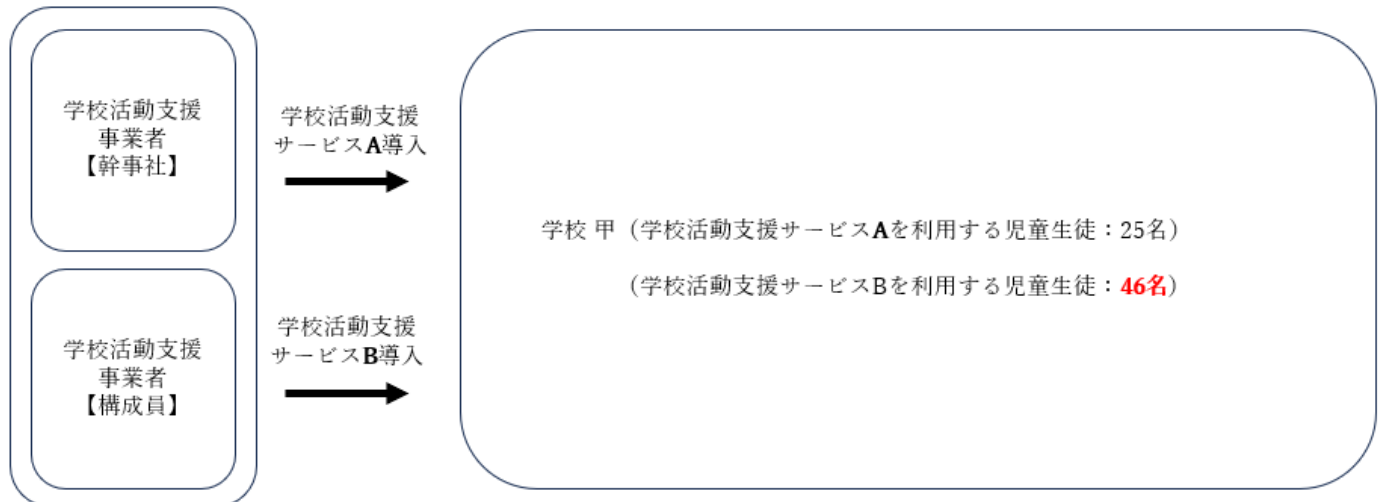 学校活動支援
事業者
【幹事社】
学校活動支援
サービスA導入
学校活動支援
事業者
【構成員】
学校活動支援
サービスB導入
学校 甲（学校活動支援サービスAを利用する児童生徒：25名）
（学校活動支援サービスBを利用する児童生徒：46名）